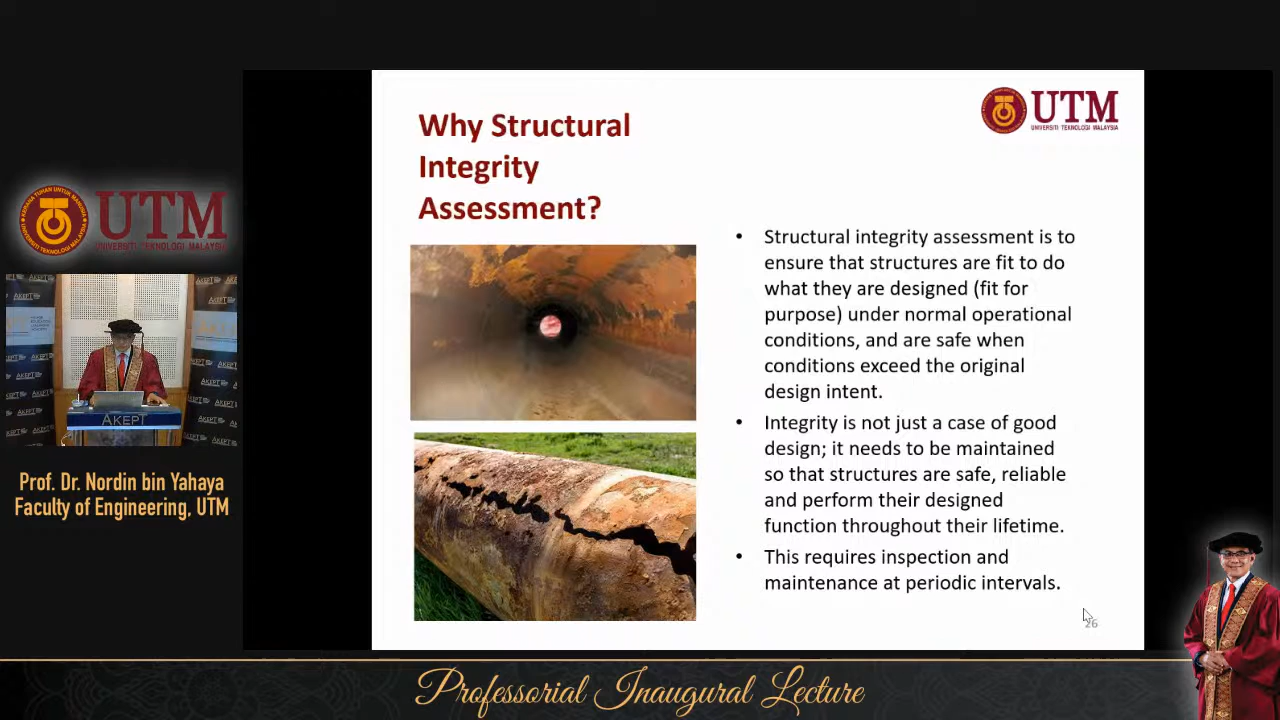 Why Structural
Integrity
Assessment?
UTM
UNIVERSITI TEKNOLOGI MALAYSIA
• Structural integrity assessment is to
ensure that structures are fit to do
what they are designed (fit for
purpose) under normal operational
conditions, and are safe when
conditions exceed the original
design intent.
• Integrity is not just a case of good
design; it needs to be maintained
so that structures are safe, reliable
and perform their designed
function throughout their lifetime.
• This requires inspection and
maintenance at periodic intervals.
26
UTM
UNIVERSITI TEKNOLOGI MALAYSIA
AKEPT
AKEPT
AKEPT
Prof. Dr. Nordin bin Yahaya
Faculty of Engineering, UTM
Professorial Inaugural Lecture